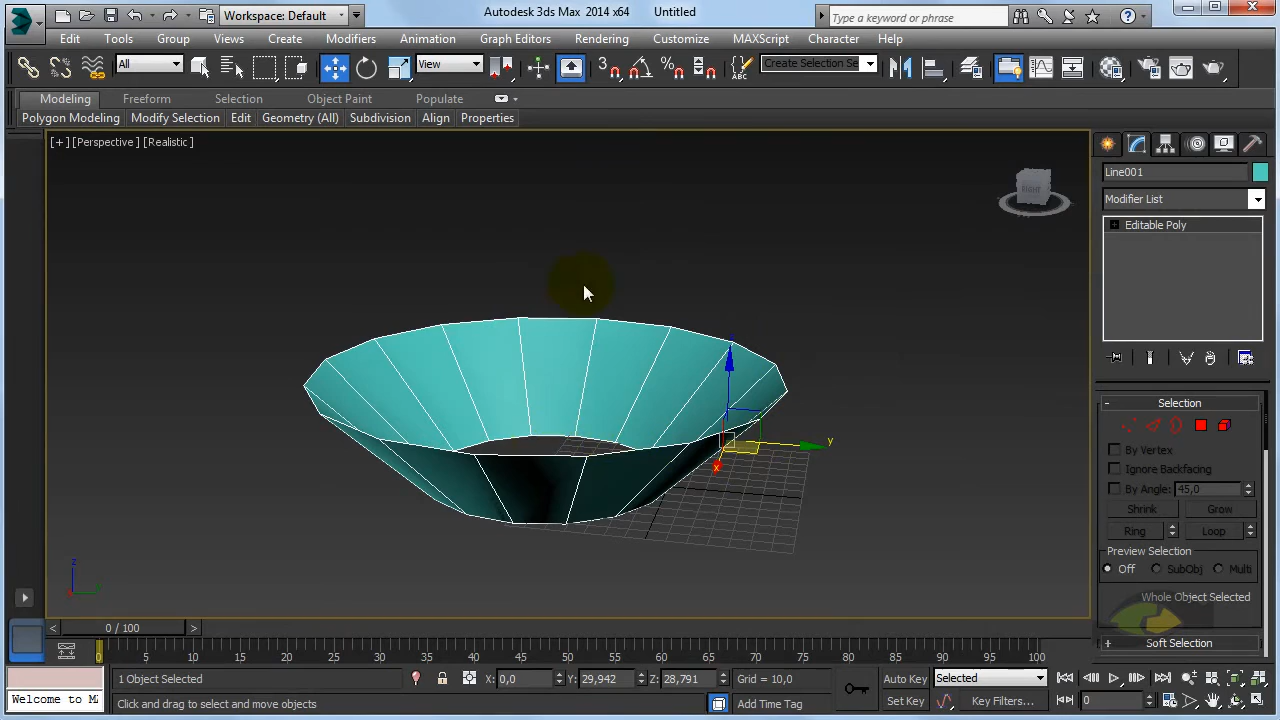 Workspace: Default
Autodesk 3ds Max 2014 x64 Untitled
Type a keyword or phrase
Edit Tools Group Views Create Modifiers Animation Graph Editors Rendering Customize MAXScript Character Help
All View Create Selection Se
Modeling Freeform Selection Object Paint Populate
Polygon Modeling Modify Selection Edit Geometry (All) Subdivision Align Properties
[+] [Perspective] [Realistic]
RIGHT
Line001
Modifier List
Editable Poly
y
x
z
- Selection
By Vertex
Ignore Backfacing
By Angle: 45,0
Shrink Grow
Ring Loop
Preview Selection
Off SubObj Multi
Whole Object Selected
+ Soft Selection
< 0 / 100 >
0 5 10 15 20 25 30 35 40 45 50 55 60 65 70 75 80 85 90 95 100
1 Object Selected X: 0,0 Y: 29,942 Z: 28,791 Grid = 10,0 Auto Key Selected
Welcome to Click and drag to select and move objects Add Time Tag Set Key Key Filters... 0